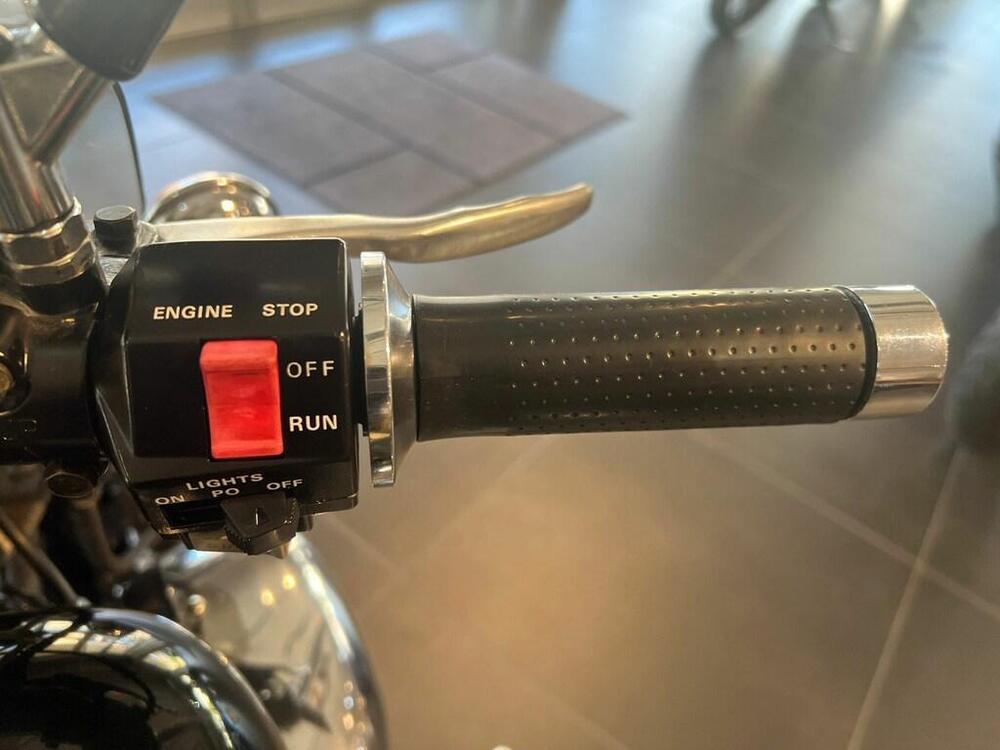 ENGINE STOP
OFF
RUN
LIGHTS
ON PO OFF